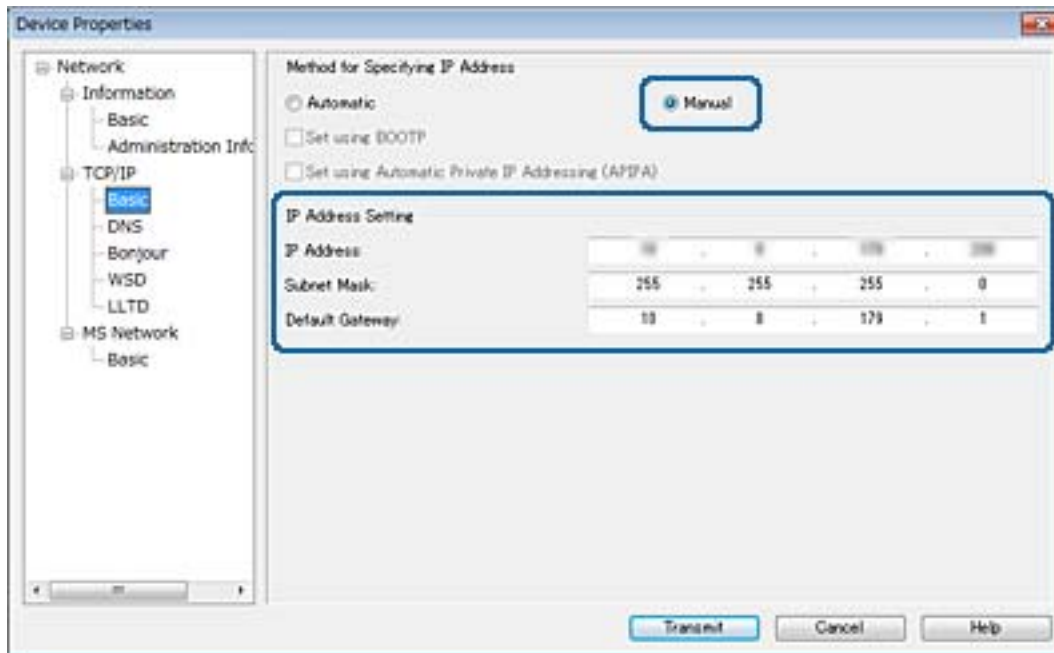 Device Properties
Network
Information
Basic
Administration Info
TCP/IP
Basic
DNS
Bonjour
WSD
LLTD
MS Network
Basic
Method for Specifying IP Address
Automatic
Manual
Set using BOOTP
Set using Automatic Private IP Addressing (APIPA)
IP Address Setting
IP Address
Subnet Mask: 255 . 255 . 255 . 0
Default Gateway: 10 . 8 . 179 . 1
Transmit Cancel Help